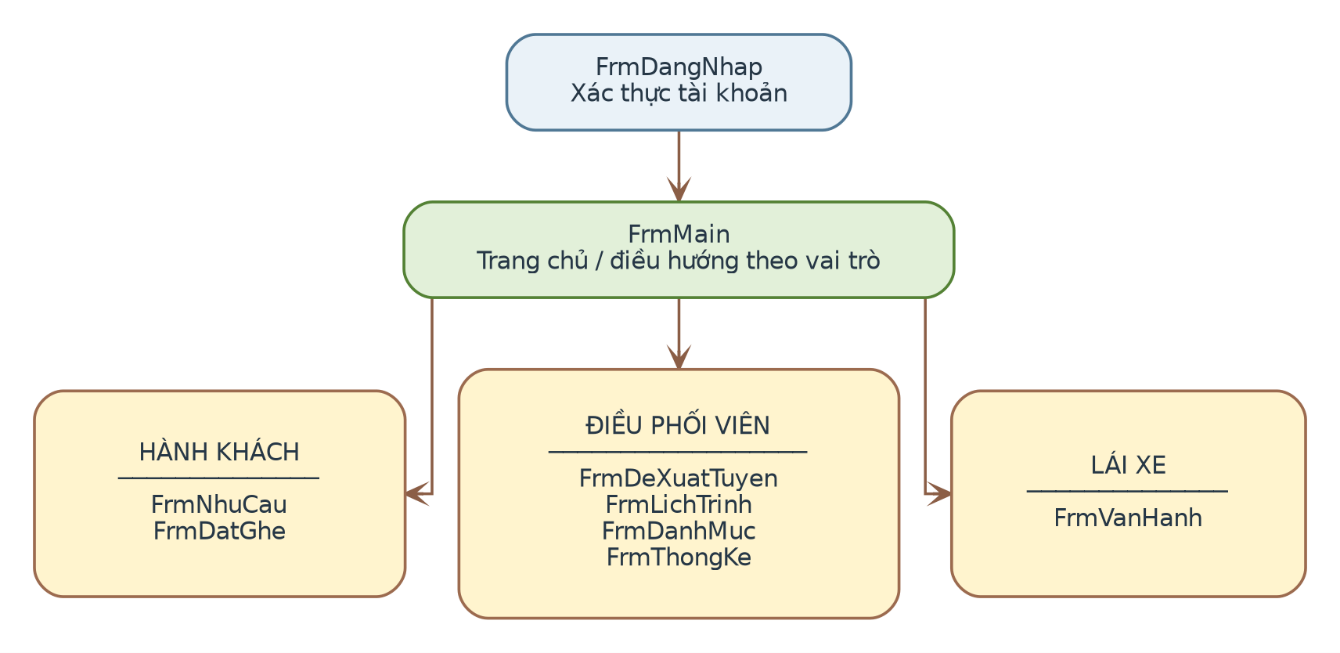 FrmDangNhap
Xác thực tài khoản
FrmMain
Trang chủ / điều hướng theo vai trò
HÀNH KHÁCH
FrmNhuCau
FrmDatGhe
ĐIỀU PHỐI VIÊN
FrmDeXuatTuyen
FrmLichTrinh
FrmDanhMuc
FrmThongKe
LÁI XE
FrmVanHanh